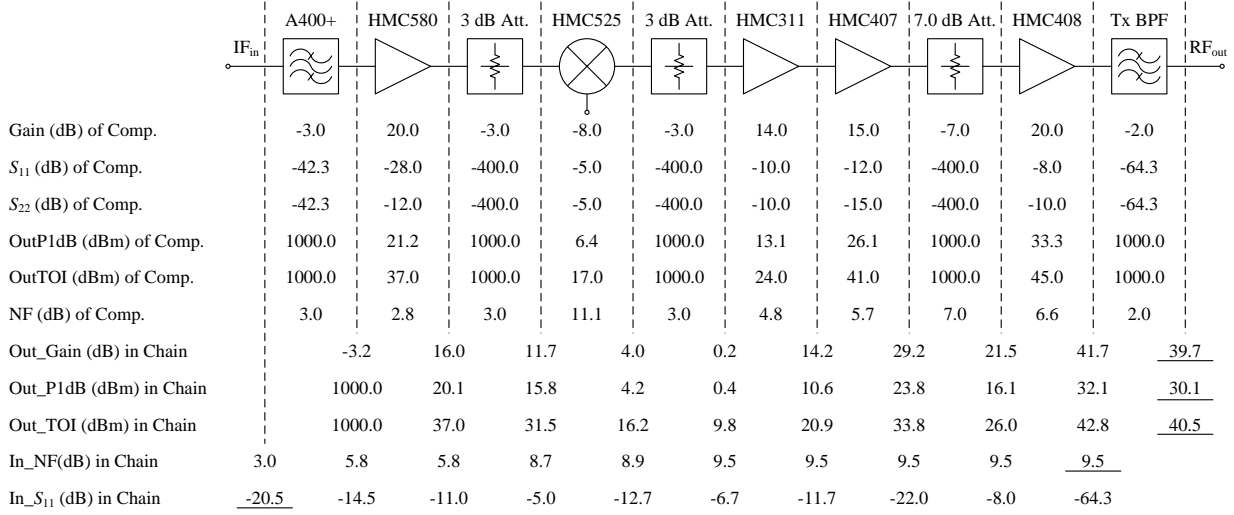 A400+ HMC580 3 dB Att. HMC525 3 dB Att. HMC311 HMC407 7.0 dB Att. HMC408 Tx BPF
IFin RFout
Gain (dB) of Comp. -3.0 20.0 -3.0 -8.0 -3.0 14.0 15.0 -7.0 20.0 -2.0
S11 (dB) of Comp. -42.3 -28.0 -400.0 -5.0 -400.0 -10.0 -12.0 -400.0 -8.0 -64.3
S22 (dB) of Comp. -42.3 -12.0 -400.0 -5.0 -400.0 -10.0 -15.0 -400.0 -10.0 -64.3
OutP1dB (dBm) of Comp. 1000.0 21.2 1000.0 6.4 1000.0 13.1 26.1 1000.0 33.3 1000.0
OutTOI (dBm) of Comp. 1000.0 37.0 1000.0 17.0 1000.0 24.0 41.0 1000.0 45.0 1000.0
NF (dB) of Comp. 3.0 2.8 3.0 11.1 3.0 4.8 5.7 7.0 6.6 2.0
Out_Gain (dB) in Chain -3.2 16.0 11.7 4.0 0.2 14.2 29.2 21.5 41.7 39.7
Out_P1dB (dBm) in Chain 1000.0 20.1 15.8 4.2 0.4 10.6 23.8 16.1 32.1 30.1
Out_TOI (dBm) in Chain 1000.0 37.0 31.5 16.2 9.8 20.9 33.8 26.0 42.8 40.5
In_NF(dB) in Chain 3.0 5.8 5.8 8.7 8.9 9.5 9.5 9.5 9.5 9.5
In_S11 (dB) in Chain -20.5 -14.5 -11.0 -5.0 -12.7 -6.7 -11.7 -22.0 -8.0 -64.3